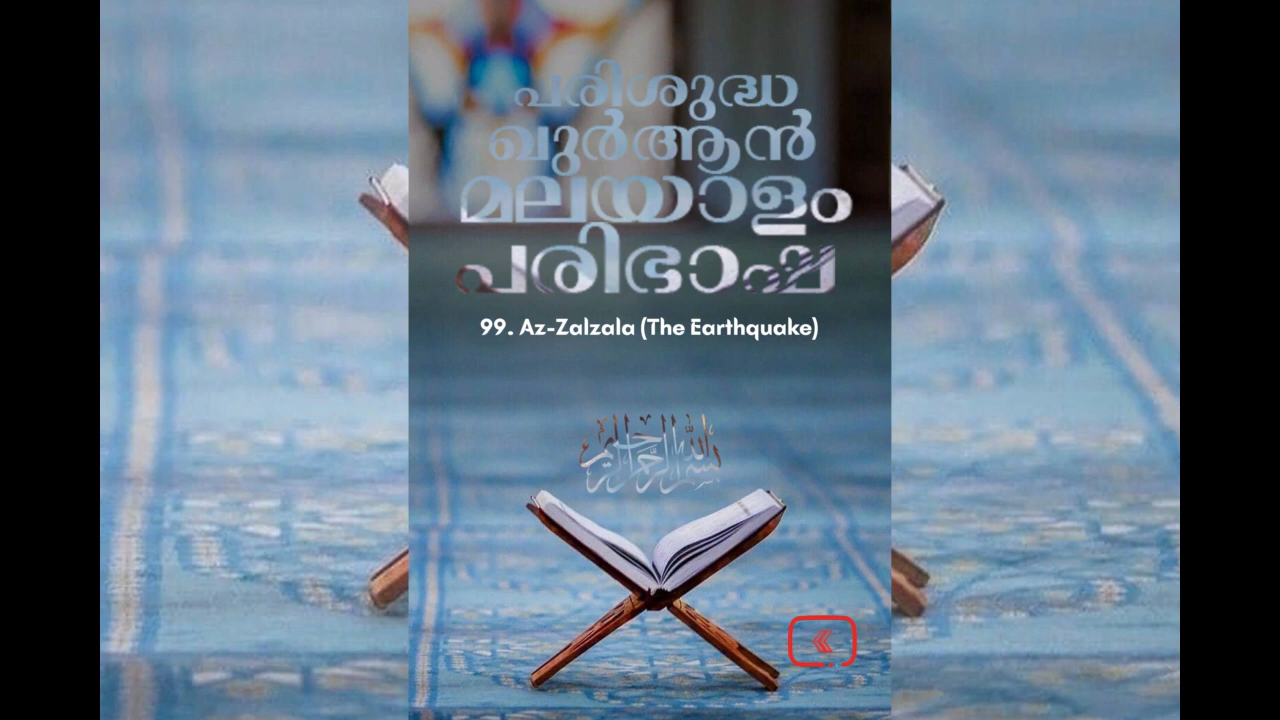 പരിശുദ്ധ
ഖുർആൻ
മലയാളം
പരിഭാഷ
99. Az-Zalzala (The Earthquake)
بسم الله الرحمن الرحيم